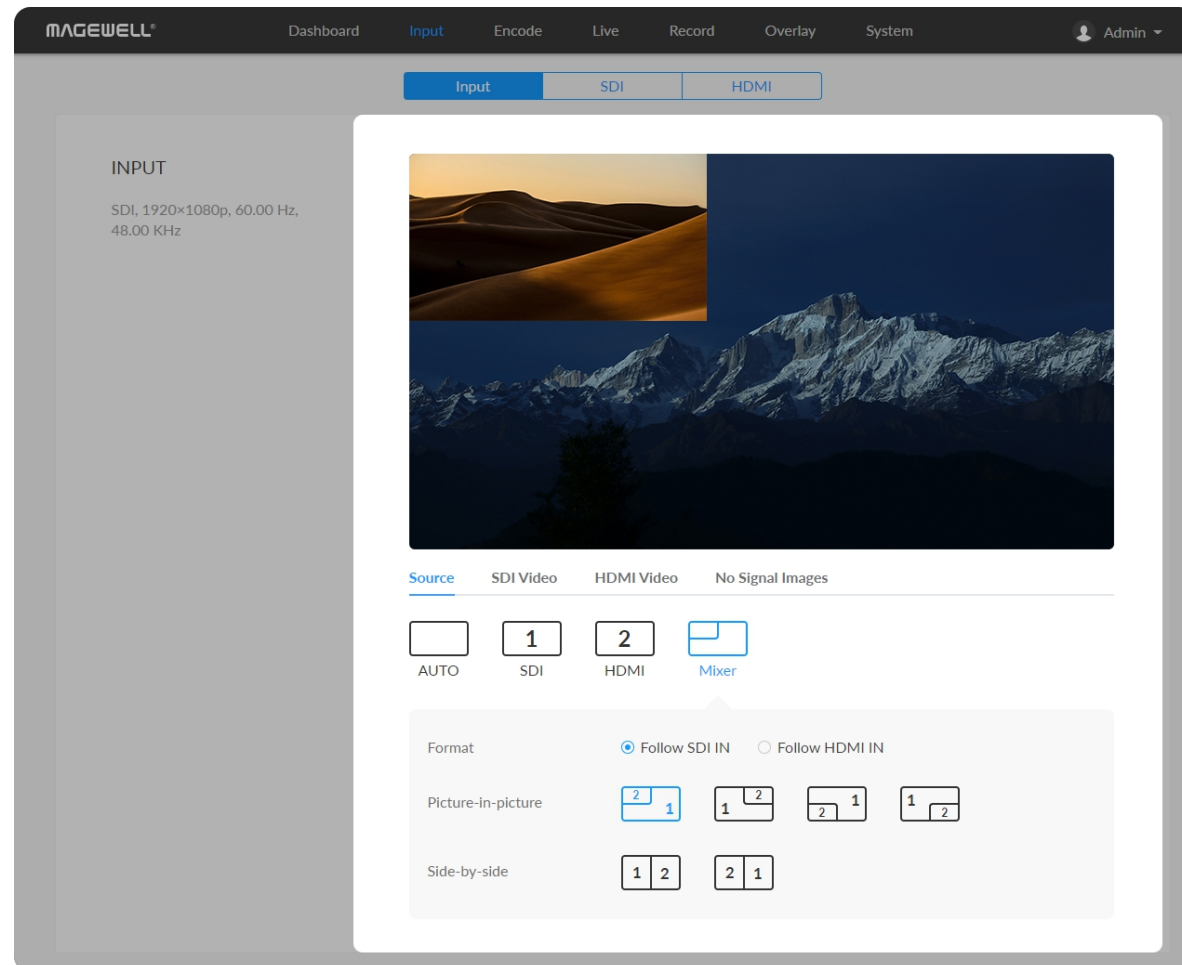 MAGEWELL®
Dashboard Input Encode Live Record Overlay System Admin
Input SDI HDMI
INPUT
SDI, 1920×1080p, 60.00 Hz,
48.00 KHz
Source SDI Video HDMI Video No Signal Images
1 2
AUTO SDI HDMI Mixer
Format Follow SDI IN Follow HDMI IN
Picture-in-picture 2 1 1 2 2 1 1 2
Side-by-side 1 2 2 1